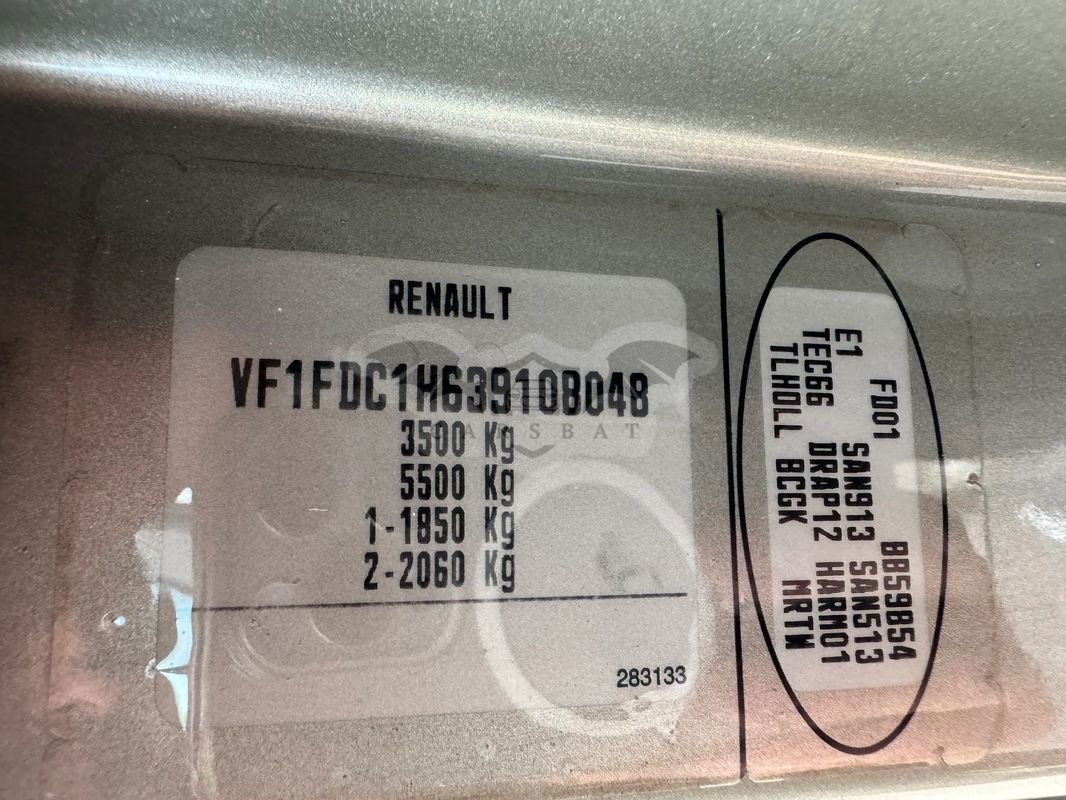 RENAULT
VF1FDC1H639108048
3500 Kg
5500 Kg
1-1850 Kg
2-2060 Kg
283133
FD01 BB59B54
E1 SAN913 SAN513
TEC66 DRAP12 HARM01
TLHOLL BCGK MRTW
CARSBAT